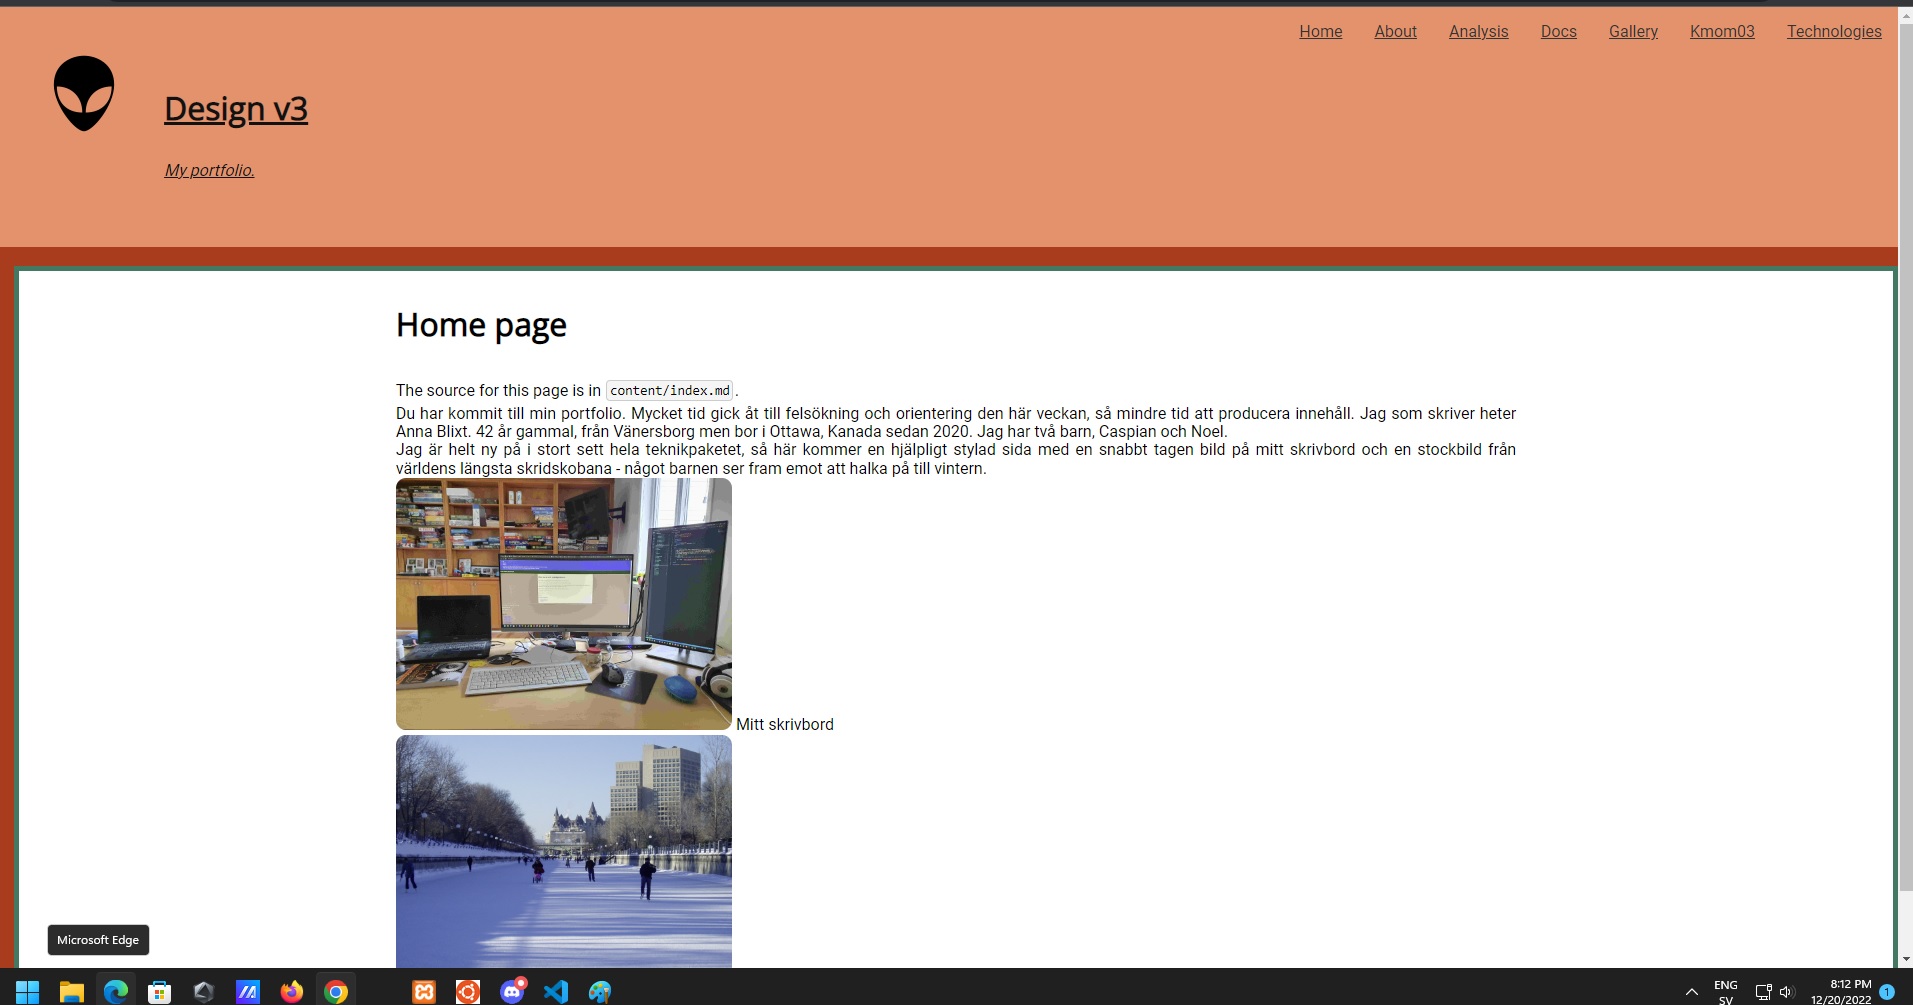 Home About Analysis Docs Gallery Kmom03 Technologies
Design v3
My portfolio.
Home page
The source for this page is in content/index.md.
Du har kommit till min portfolio. Mycket tid gick åt till felsökning och orientering den här veckan, så mindre tid att producera innehåll. Jag som skriver heter
Anna Blixt. 42 år gammal, från Vänersborg men bor i Ottawa, Kanada sedan 2020. Jag har två barn, Caspian och Noel.
Jag är helt ny på i stort sett hela teknikpaketet, så här kommer en hjälpligt stylad sida med en snabbt tagen bild på mitt skrivbord och en stockbild från
världens längsta skridskobana - något barnen ser fram emot att halka på till vintern.
Mitt skrivbord
Microsoft Edge
ENG
SV
8:12 PM
12/20/2022
1